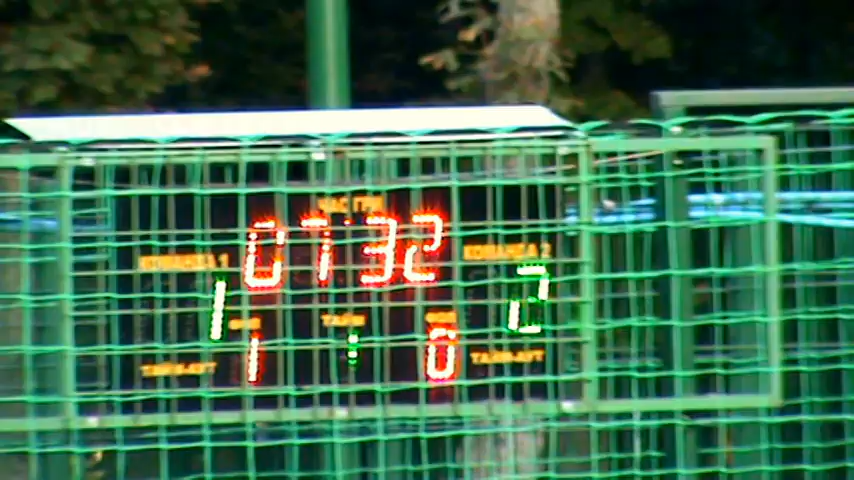 ЧАС ГРИ
07:32
КОМАНДА 1 КОМАНДА 2
1 2
ФОЛ ТАЙМ ФОЛ
1 1 0
ТАЙМ-АУТ ТАЙМ-АУТ